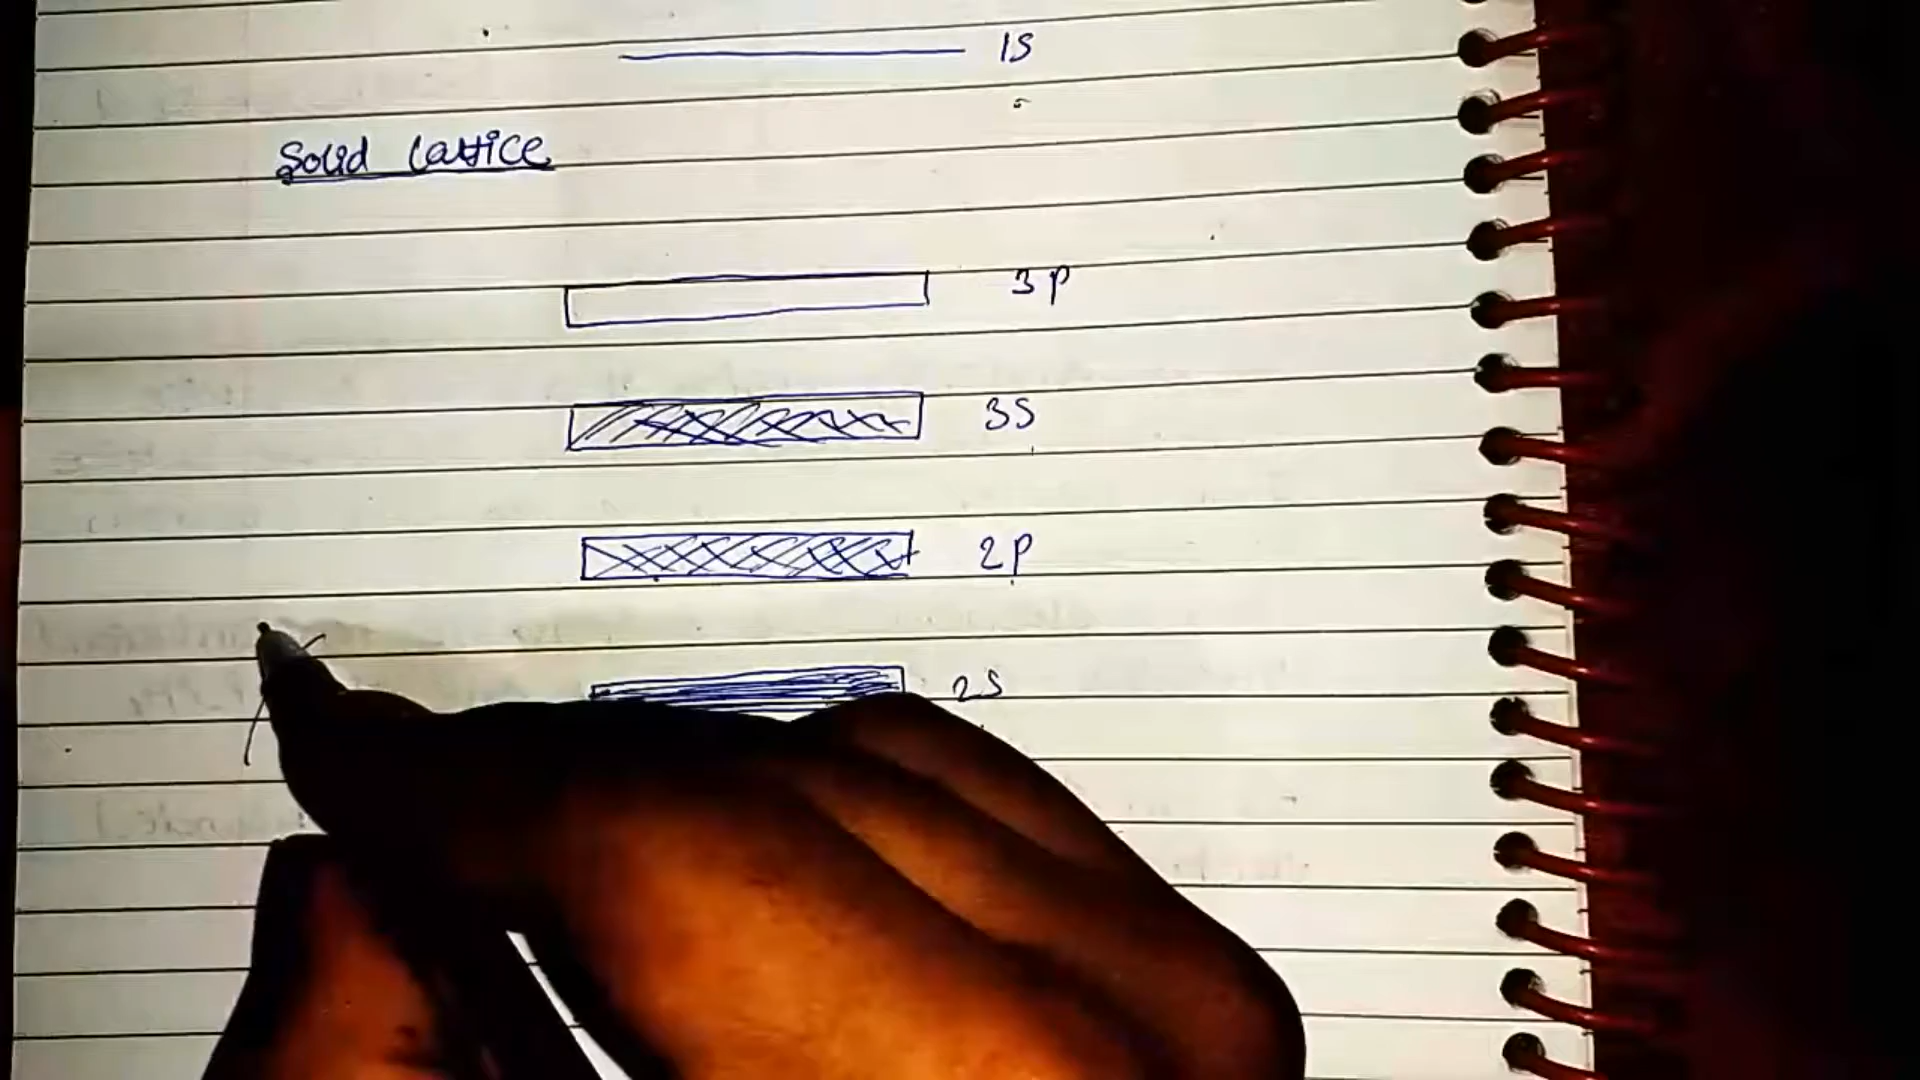 1S
Solid Lattice
3P
3S
2P
2S